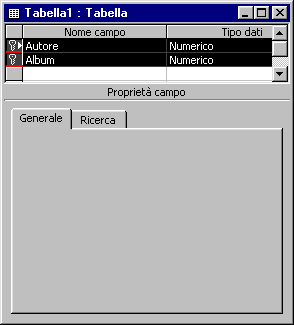 Tabella1 : Tabella
Nome campo Tipo dati
Autore Numerico
Album Numerico
Proprietà campo
Generale Ricerca